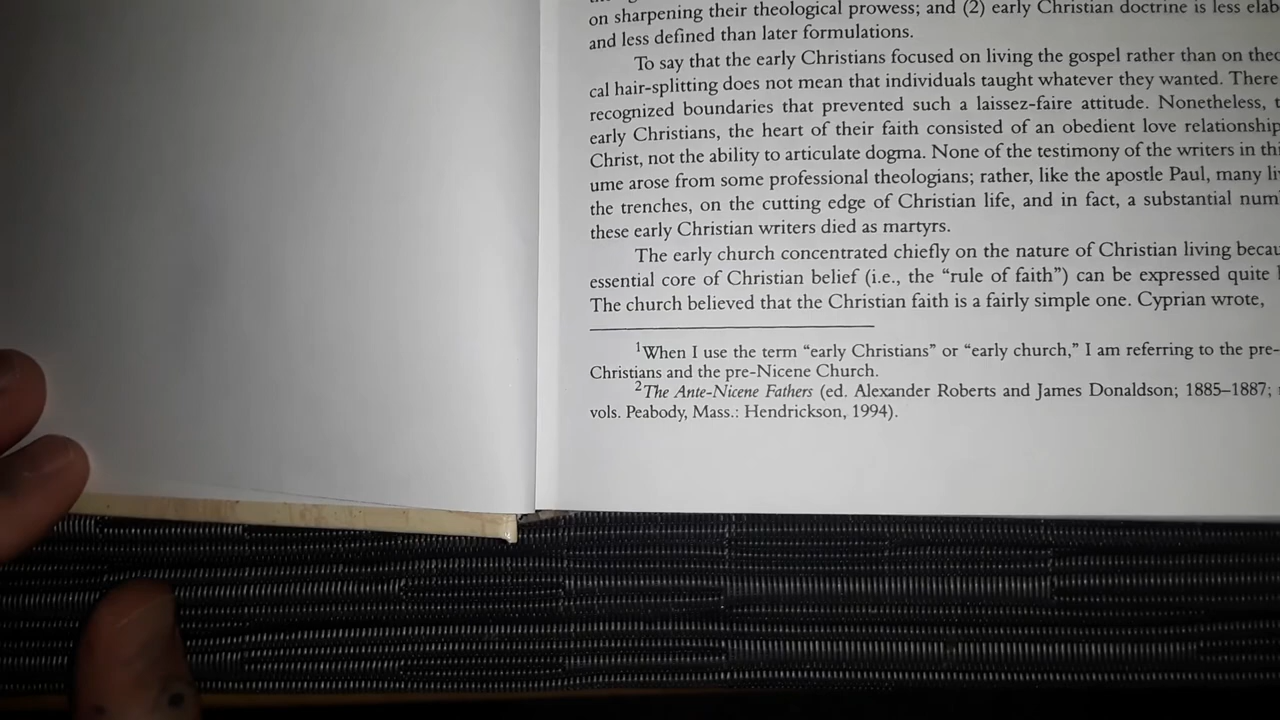 on sharpening their theological prowess; and (2) early Christian doctrine is less elab
and less defined than later formulations.
To say that the early Christians focused on living the gospel rather than on theo
cal hair-splitting does not mean that individuals taught whatever they wanted. There
recognized boundaries that prevented such a laissez-faire attitude. Nonetheless, t
early Christians, the heart of their faith consisted of an obedient love relationship
Christ, not the ability to articulate dogma. None of the testimony of the writers in thi
ume arose from some professional theologians; rather, like the apostle Paul, many li
the trenches, on the cutting edge of Christian life, and in fact, a substantial num
these early Christian writers died as martyrs.
The early church concentrated chiefly on the nature of Christian living becau
essential core of Christian belief (i.e., the “rule of faith”) can be expressed quite
The church believed that the Christian faith is a fairly simple one. Cyprian wrote,
1When I use the term “early Christians” or “early church,” I am referring to the pre-
Christians and the pre-Nicene Church.
2The Ante-Nicene Fathers (ed. Alexander Roberts and James Donaldson; 1885–1887;
vols. Peabody, Mass.: Hendrickson, 1994).